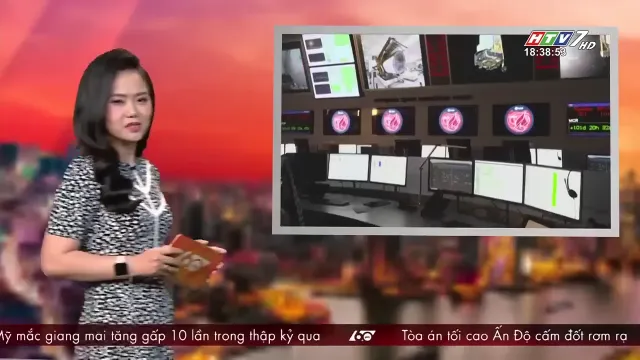 HTV7 HD
18:38:53
Mỹ mắc giang mai tăng gấp 10 lần trong thập kỷ qua
Tòa án tối cao Ấn Độ cấm đốt rơm rạ